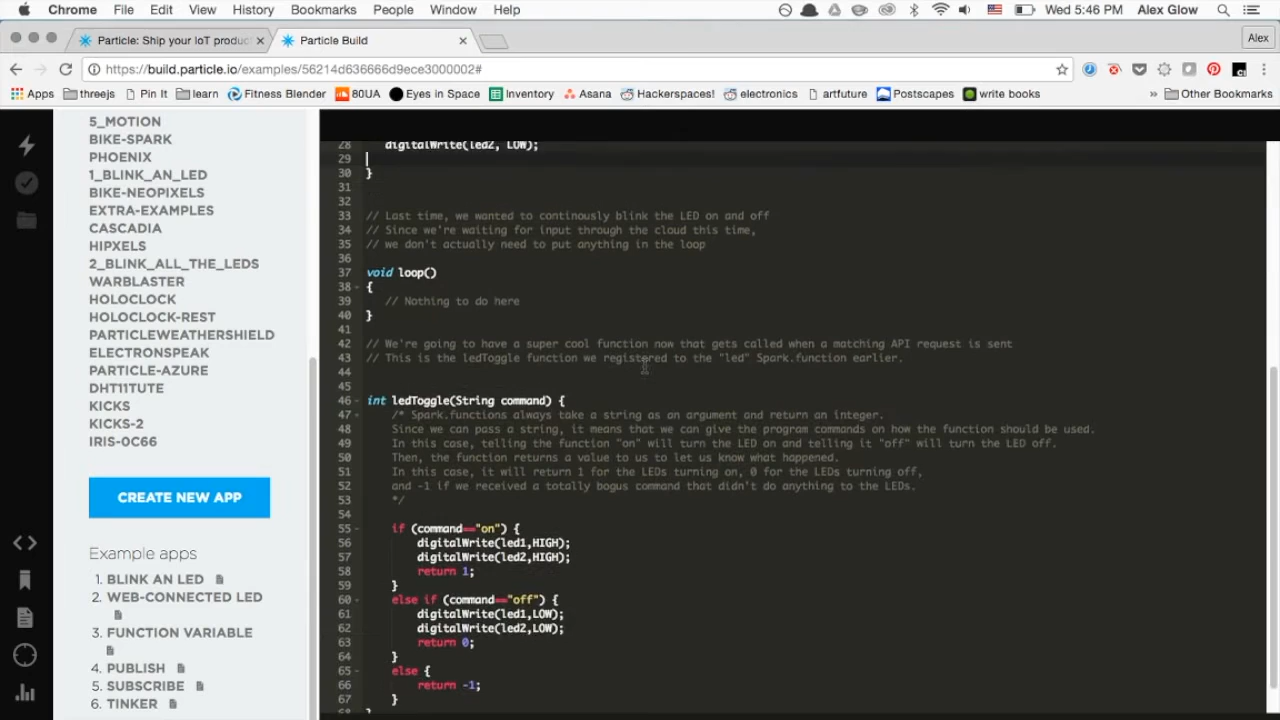 Chrome File Edit View History Bookmarks People Window Help Wed 5:46 PM Alex Glow
Particle: Ship your IoT produc Particle Build Alex
https://build.particle.io/examples/56214d636666d9ece3000002#
Apps threejs Pin It learn Fitness Blender 80UA Eyes in Space Inventory Asana Hackerspaces! electronics artfuture Postscapes write books » Other Bookmarks
5_MOTION
BIKE-SPARK
PHOENIX
1_BLINK_AN_LED
BIKE-NEOPIXELS
EXTRA-EXAMPLES
CASCADIA
HIPXELS
2_BLINK_ALL_THE_LEDS
WARBLASTER
HOLOCLOCK
HOLOCLOCK-REST
PARTICLEWEATHERSHIELD
ELECTRONSPEAK
PARTICLE-AZURE
DHT11TUTE
KICKS
KICKS-2
IRIS-0C66
CREATE NEW APP
Example apps
1. BLINK AN LED
2. WEB-CONNECTED LED
3. FUNCTION VARIABLE
4. PUBLISH
5. SUBSCRIBE
6. TINKER
28 digitalWrite(led2, LOW);
29
30 }
31
32
33 // Last time, we wanted to continously blink the LED on and off
34 // Since we're waiting for input through the cloud this time,
35 // we don't actually need to put anything in the loop
36
37 void loop()
38 {
39 // Nothing to do here
40 }
41
42 // We're going to have a super cool function now that gets called when a matching API request is sent
43 // This is the ledToggle function we registered to the "led" Spark.function earlier.
44
45
46 int ledToggle(String command) {
47 /* Spark.functions always take a string as an argument and return an integer.
48 Since we can pass a string, it means that we can give the program commands on how the function should be used.
49 In this case, telling the function "on" will turn the LED on and telling it "off" will turn the LED off.
50 Then, the function returns a value to us to let us know what happened.
51 In this case, it will return 1 for the LEDs turning on, 0 for the LEDs turning off,
52 and -1 if we received a totally bogus command that didn't do anything to the LEDs.
53 */
54
55 if (command=="on") {
56 digitalWrite(led1,HIGH);
57 digitalWrite(led2,HIGH);
58 return 1;
59 }
60 else if (command=="off") {
61 digitalWrite(led1,LOW);
62 digitalWrite(led2,LOW);
63 return 0;
64 }
65 else {
66 return -1;
67 }
68 }